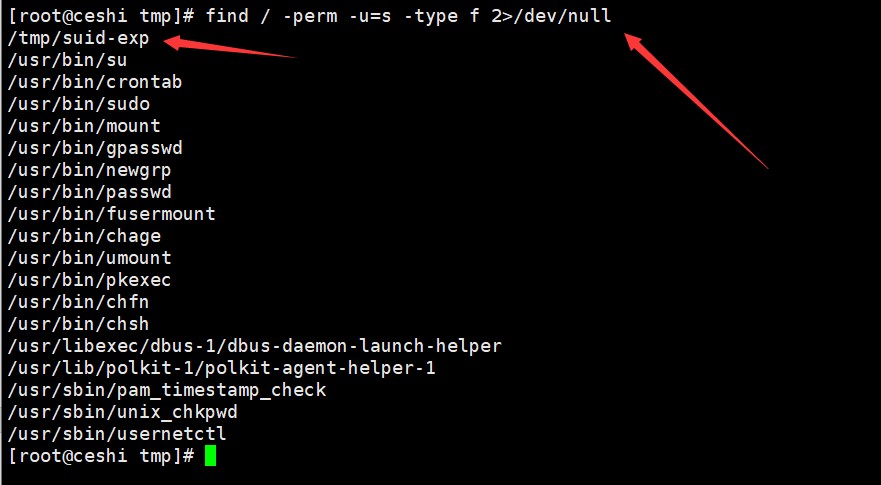 [root@ceshi tmp]# find / -perm -u=s -type f 2>/dev/null
/tmp/suid-exp
/usr/bin/su
/usr/bin/crontab
/usr/bin/sudo
/usr/bin/mount
/usr/bin/gpasswd
/usr/bin/newgrp
/usr/bin/passwd
/usr/bin/fusermount
/usr/bin/chage
/usr/bin/umount
/usr/bin/pkexec
/usr/bin/chfn
/usr/bin/chsh
/usr/libexec/dbus-1/dbus-daemon-launch-helper
/usr/lib/polkit-1/polkit-agent-helper-1
/usr/sbin/pam_timestamp_check
/usr/sbin/unix_chkpwd
/usr/sbin/usernetctl
[root@ceshi tmp]#